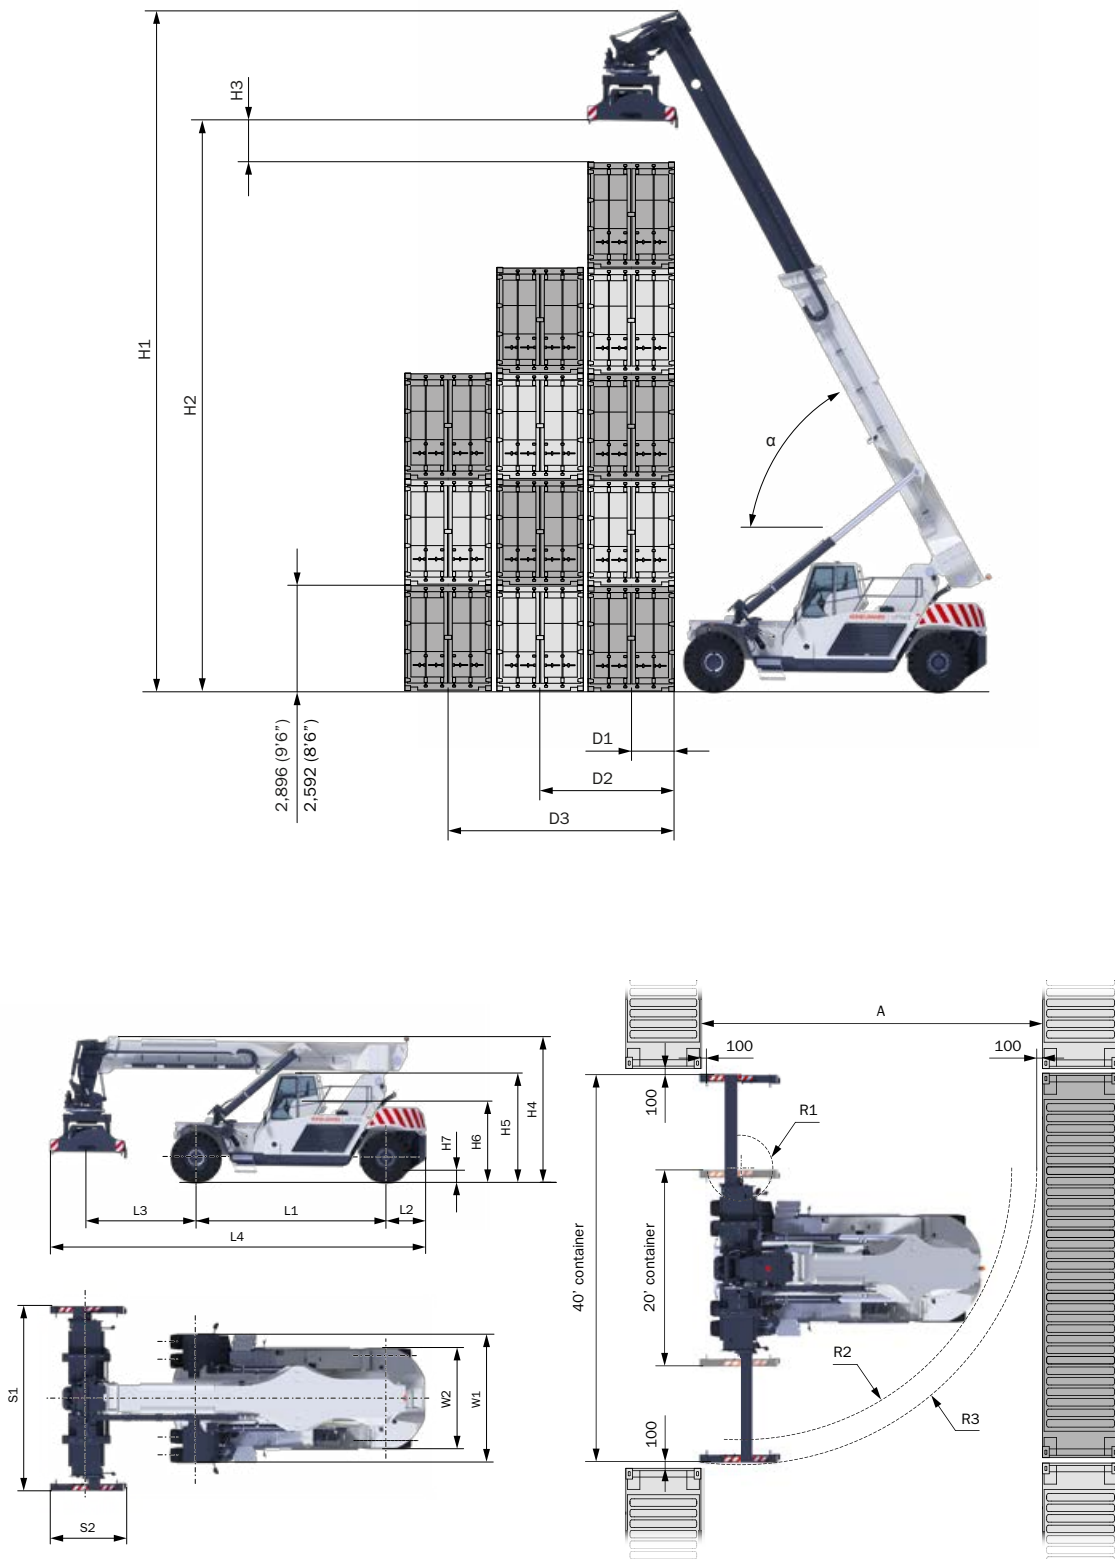 H3
H1
H2
α
D1
D2
D3
2,896 (9'6")
2,592 (8'6")
H7
H6
H5
H4
L3
L1
L2
L4
S1
S2
W2
W1
A
100
100
100
R1
40' container
20' container
R2
R3
100